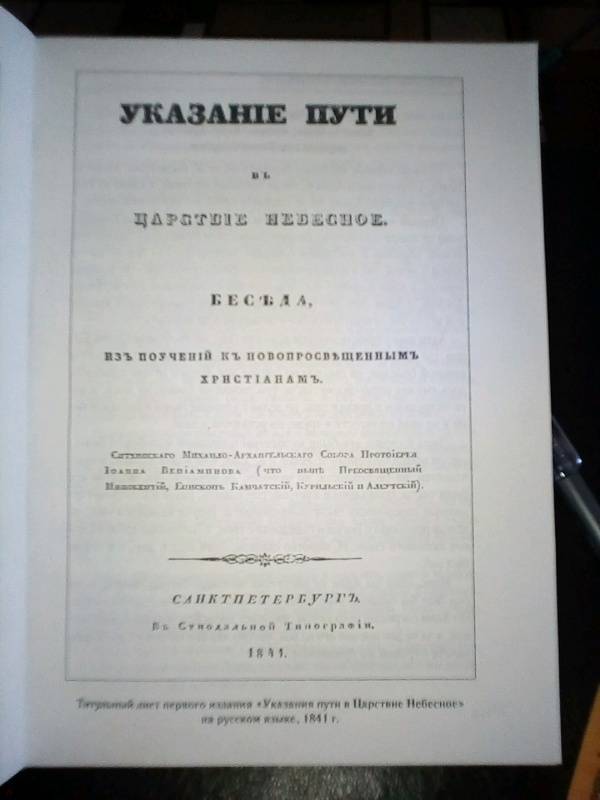 УКАЗАНІЕ ПУТИ
ВЪ
ЦАРСТВІЕ НЕБЕСНОЕ.
БЕСѢДА,
ИЗЪ ПОУЧЕНІЙ КЪ НОВОПРОСВѢЩЕННЫМЪ
ХРИСТІАНАМЪ.
Ситхинскаго Михайло-Архангельскаго Собора Протоіерея
Іоанна Веніаминова (что нынѣ Преосвященный
Иннокентій, Епископъ Камчатскій, Курильскій и Алеутскій).
САНКТПЕТЕРБУРГЪ,
Въ Сѵнодальной Типографіи,
1841.
Титульный лист первого издания «Указания пути в Царствие Небесное»
на русском языке, 1841 г.